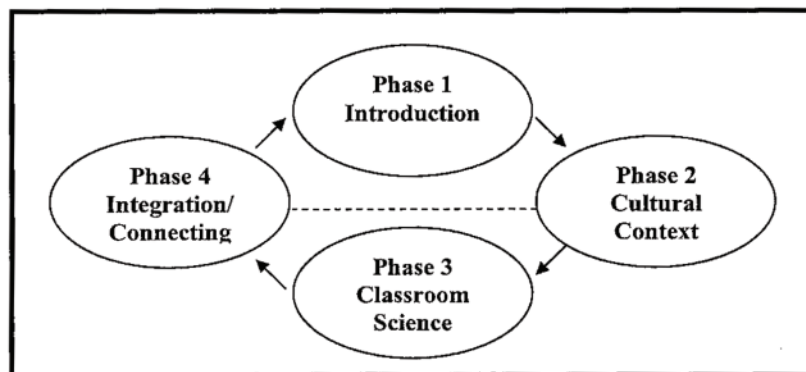 Phase 1
Introduction
Phase 2
Cultural
Context
Phase 3
Classroom
Science
Phase 4
Integration/
Connecting